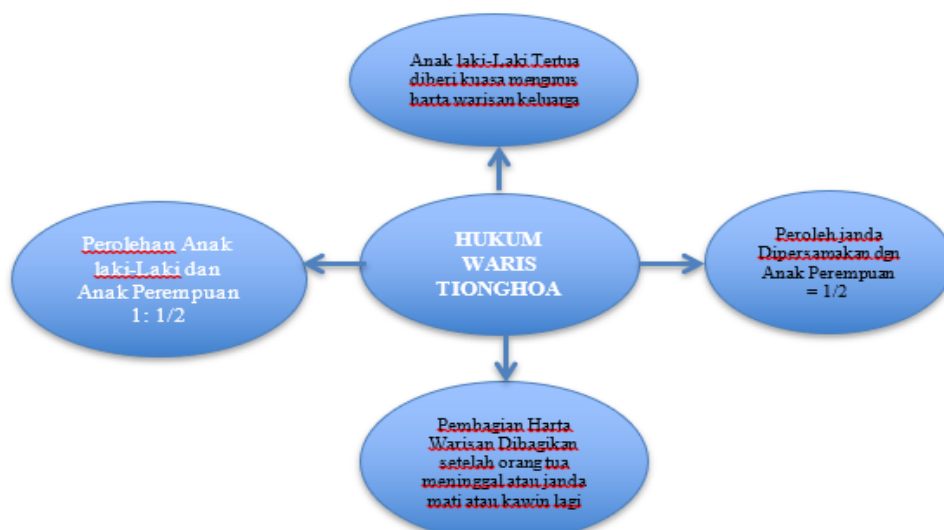 Anak laki-Laki Tertua
diberi kuasa mengurus
harta warisan keluarga
Perolehan Anak
laki-Laki dan
Anak Perempuan
1: 1/2
HUKUM
WARIS
TIONGHOA
Peroleh janda
Dipersamakan dgn
Anak Perempuan
= 1/2
Pembagian Harta
Warisan Dibagikan
setelah orang tua
meninggal atau janda
mati atau kawin lagi